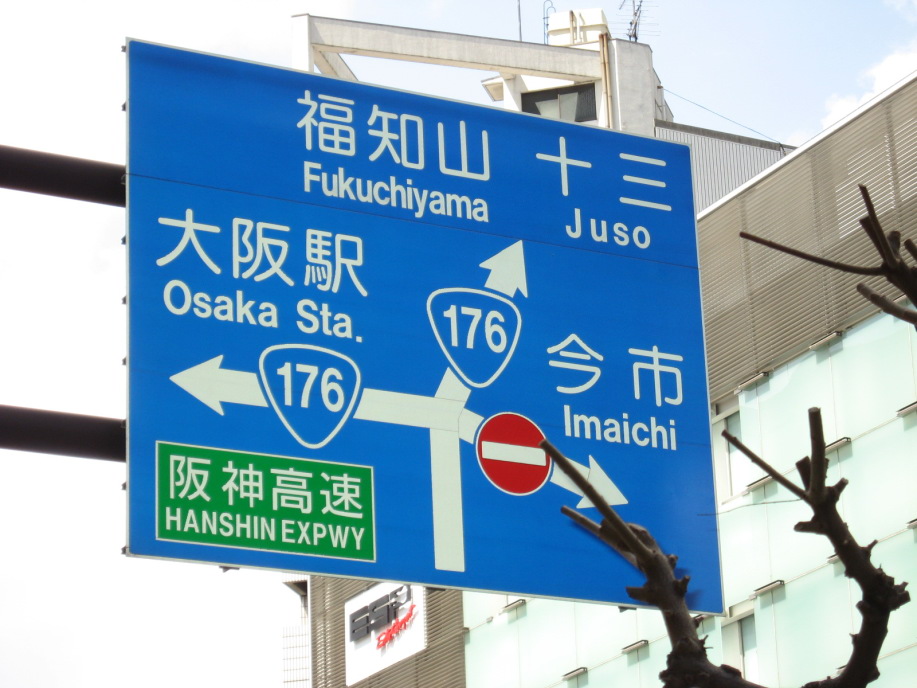 福知山 十三
Fukuchiyama Juso
大阪駅
Osaka Sta.
176
176
今市
Imaichi
阪神高速
HANSHIN EXPWY